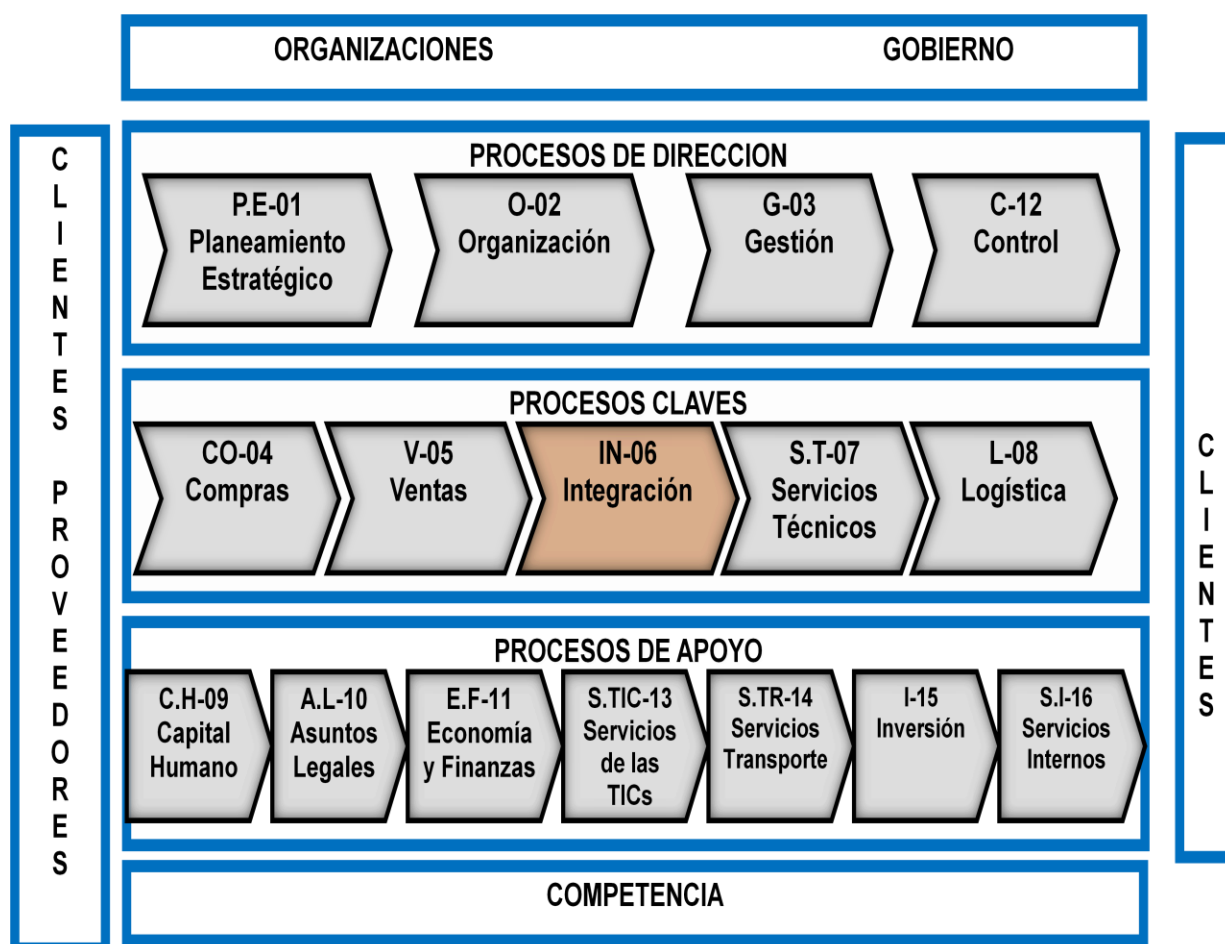 ORGANIZACIONES GOBIERNO
CLIENTES PROVEEDORES
PROCESOS DE DIRECCION
P.E-01
Planeamiento
Estratégico
O-02
Organización
G-03
Gestión
C-12
Control
PROCESOS CLAVES
CO-04
Compras
V-05
Ventas
IN-06
Integración
S.T-07
Servicios
Técnicos
L-08
Logística
PROCESOS DE APOYO
C.H-09
Capital
Humano
A.L-10
Asuntos
Legales
E.F-11
Economía
y Finanzas
S.TIC-13
Servicios
de las
TICs
S.TR-14
Servicios
Transporte
I-15
Inversión
S.I-16
Servicios
Internos
CLIENTES
COMPETENCIA